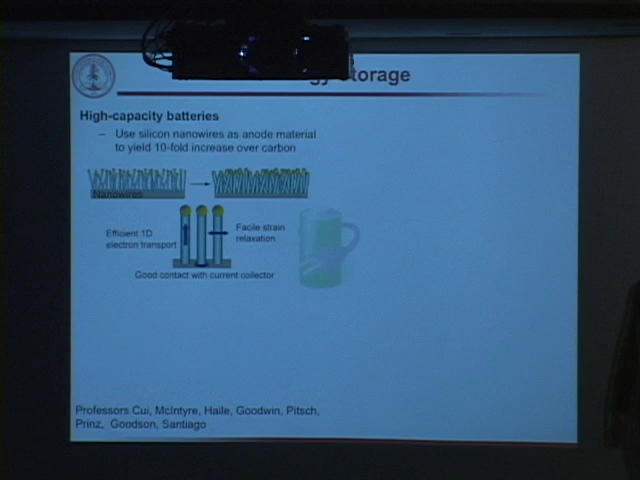 storage
High-capacity batteries
– Use silicon nanowires as anode material
to yield 10-fold increase over carbon
Nanowires
Efficient 1D
electron transport
Facile strain
relaxation
Good contact with current collector
Professors Cui, McIntyre, Haile, Goodwin, Pitsch,
Prinz, Goodson, Santiago